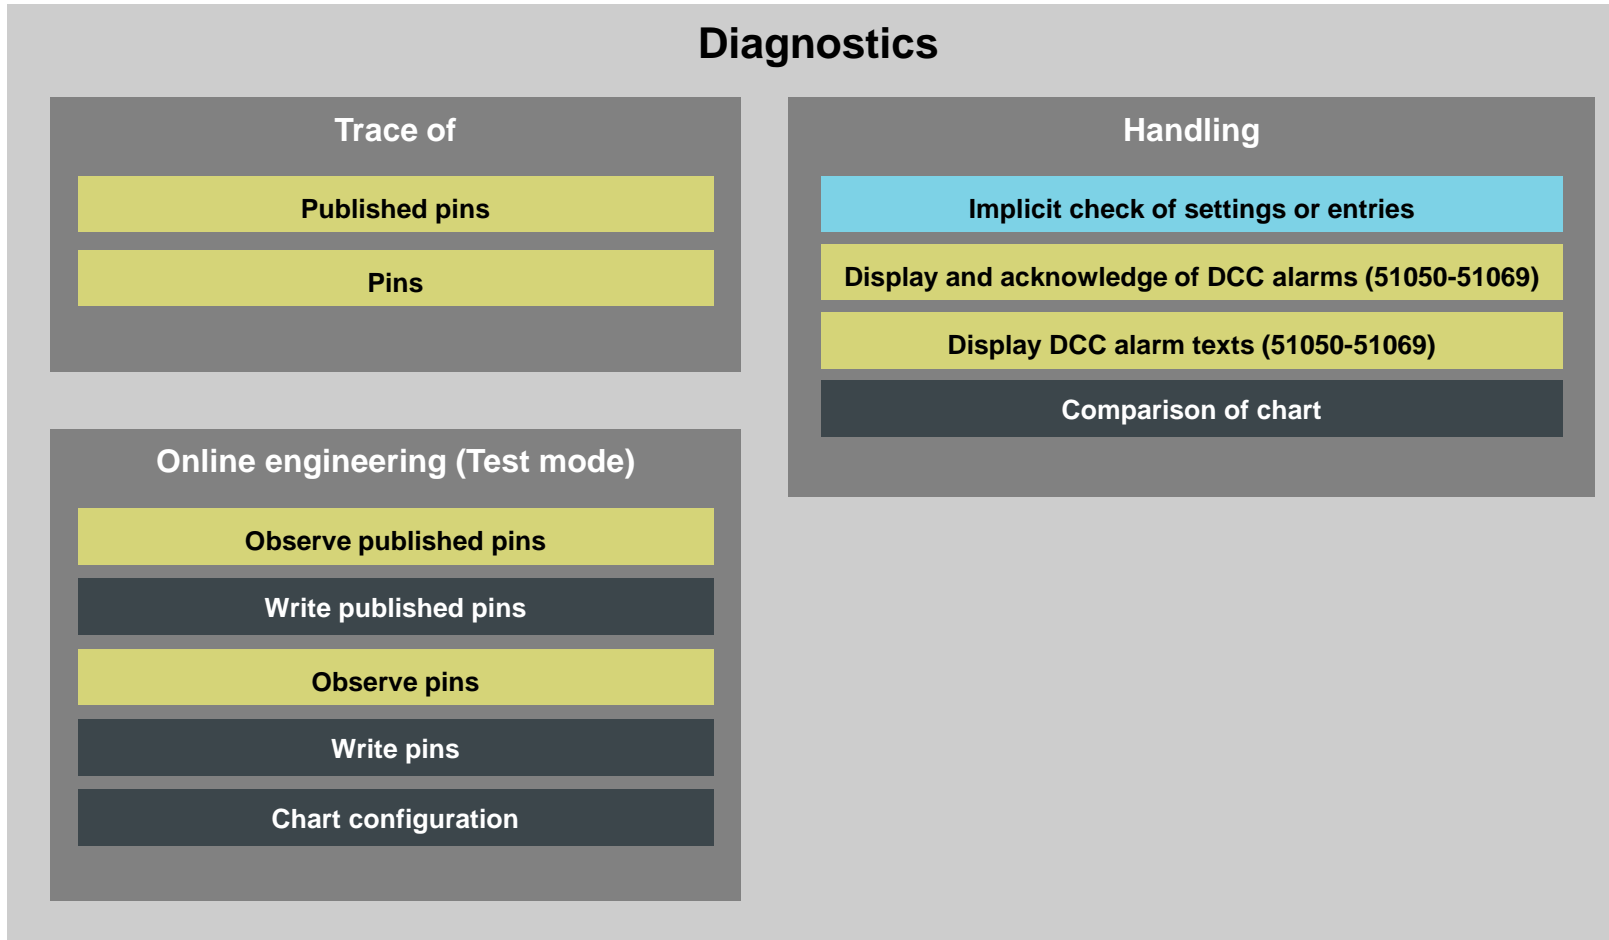 Diagnostics
Trace of
Published pins
Pins
Online engineering (Test mode)
Observe published pins
Write published pins
Observe pins
Write pins
Chart configuration
Handling
Implicit check of settings or entries
Display and acknowledge of DCC alarms (51050-51069)
Display DCC alarm texts (51050-51069)
Comparison of chart